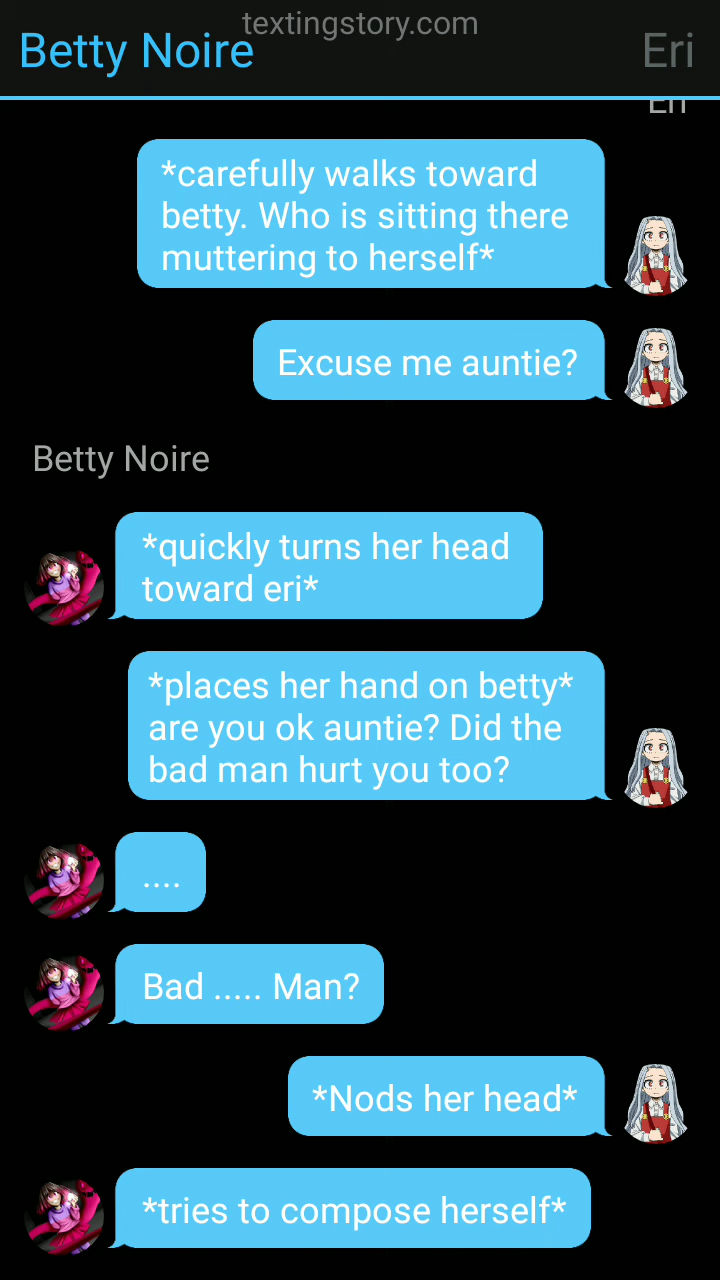 textingstory.com
Betty Noire
Eri
Eri
*carefully walks toward
betty. Who is sitting there
muttering to herself*
Excuse me auntie?
Betty Noire
*quickly turns her head
toward eri*
*places her hand on betty*
are you ok auntie? Did the
bad man hurt you too?
....
Bad ..... Man?
*Nods her head*
*tries to compose herself*